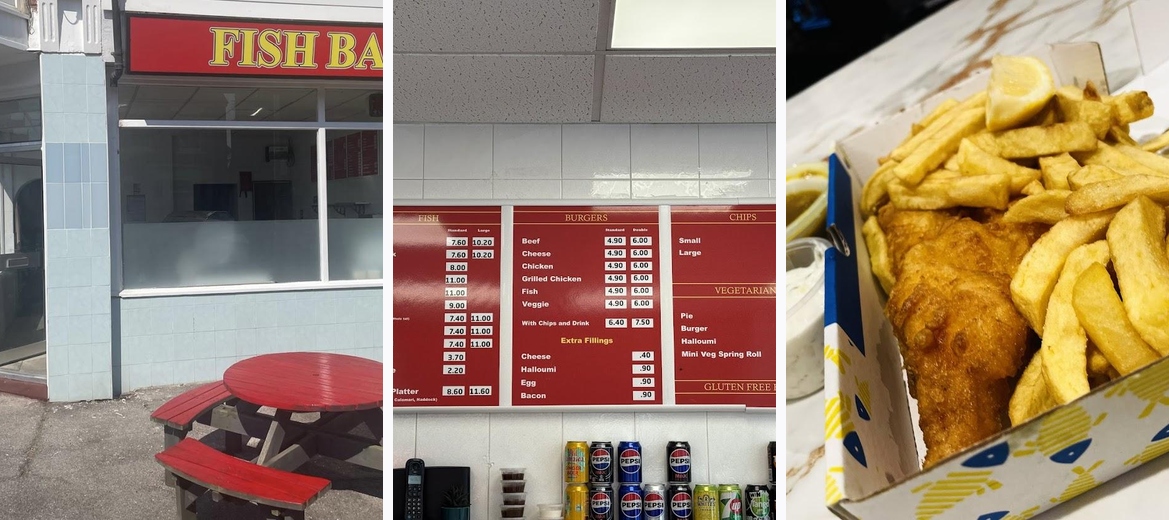 FISH BA
FISH
Standard Large
7.60 10.20
7.60 10.20
8.00
11.00
11.00
9.00
7.40 11.00
7.40 11.00
7.40 11.00
3.70
2.20
Platter 8.60 11.60
Calamari, Haddock)
BURGERS
Standard Double
Beef 4.90 6.00
Cheese 4.90 6.00
Chicken 4.90 6.00
Grilled Chicken 4.90 6.00
Fish 4.90 6.00
Veggie 4.90 6.00
With Chips and Drink 6.40 7.50
Extra Fillings
Cheese .40
Halloumi .90
Egg .90
Bacon .90
CHIPS
Small
Large
VEGETARIAN
Pie
Burger
Halloumi
Mini Veg Spring Roll
GLUTEN FREE
PEPSI PEPSI PEPSI
PEPSI PEPSI PEPSI PEPSI 7UP